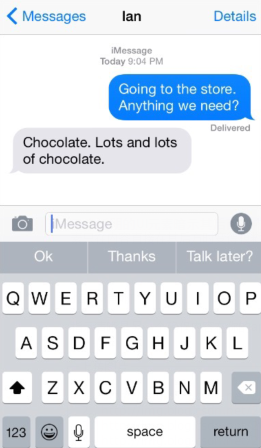 Messages Ian Details
iMessage
Today 9:04 PM
Going to the store.
Anything we need?
Delivered
Chocolate. Lots and lots
of chocolate.
iMessage
Ok Thanks Talk later?
Q W E R T Y U I O P
A S D F G H J K L
Z X C V B N M
123 space return